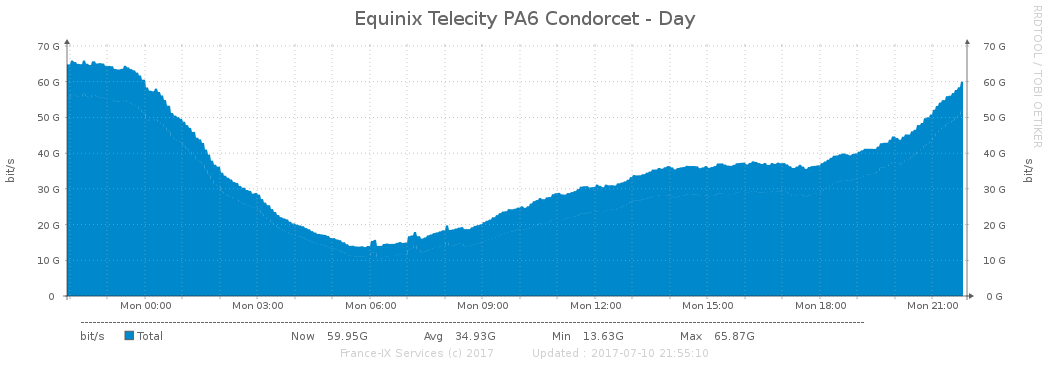 Equinix Telecity PA6 Condorcet - Day
RRDTOOL / TOBI OETIKER
70 G 70 G
60 G 60 G
50 G 50 G
40 G 40 G
30 G 30 G
20 G 20 G
10 G 10 G
0 0 G
bit/s bit/s
Mon 00:00 Mon 03:00 Mon 06:00 Mon 09:00 Mon 12:00 Mon 15:00 Mon 18:00 Mon 21:00
bit/s Total Now 59.95G Avg 34.93G Min 13.63G Max 65.87G
France-IX Services (c) 2017 Updated : 2017-07-10 21:55:10